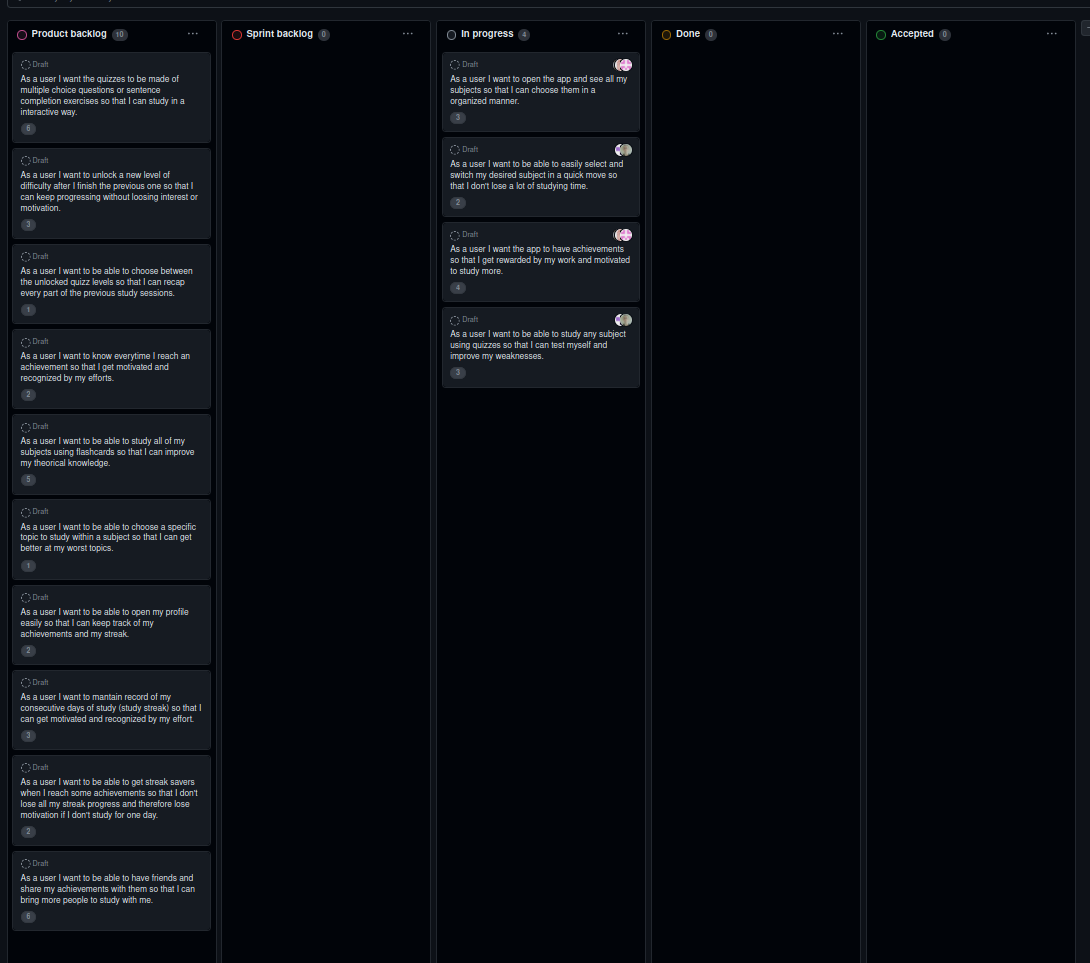 Product backlog 10 ...
Draft
As a user I want the quizzes to be made of
multiple choice questions or sentence
completion exercises so that I can study in a
interactive way.
6
Draft
As a user I want to unlock a new level of
difficulty after I finish the previous one so that I
can keep progressing without loosing interest or
motivation.
3
Draft
As a user I want to be able to choose between
the unlocked quizz levels so that I can recap
every part of the previous study sessions.
1
Draft
As a user I want to know everytime I reach an
achievement so that I get motivated and
recognized by my efforts.
2
Draft
As a user I want to be able to study all of my
subjects using flashcards so that I can improve
my theorical knowledge.
5
Draft
As a user I want to be able to choose a specific
topic to study within a subject so that I can get
better at my worst topics.
1
Draft
As a user I want to be able to open my profile
easily so that I can keep track of my
achievements and my streak.
2
Draft
As a user I want to mantain record of my
consecutive days of study (study streak) so that I
can get motivated and recognized by my effort.
3
Draft
As a user I want to be able to get streak savers
when I reach some achievements so that I don't
lose all my streak progress and therefore lose
motivation if I don't study for one day.
2
Draft
As a user I want to be able to have friends and
share my achievements with them so that I can
bring more people to study with me.
6
Sprint backlog 0 ...
In progress 4 ...
Draft
As a user I want to open the app and see all my
subjects so that I can choose them in a
organized manner.
3
Draft
As a user I want to be able to easily select and
switch my desired subject in a quick move so
that I don't lose a lot of studying time.
2
Draft
As a user I want the app to have achievements
so that I get rewarded by my work and motivated
to study more.
4
Draft
As a user I want to be able to study any subject
using quizzes so that I can test myself and
improve my weaknesses.
3
Done 0 ...
Accepted 0 ...